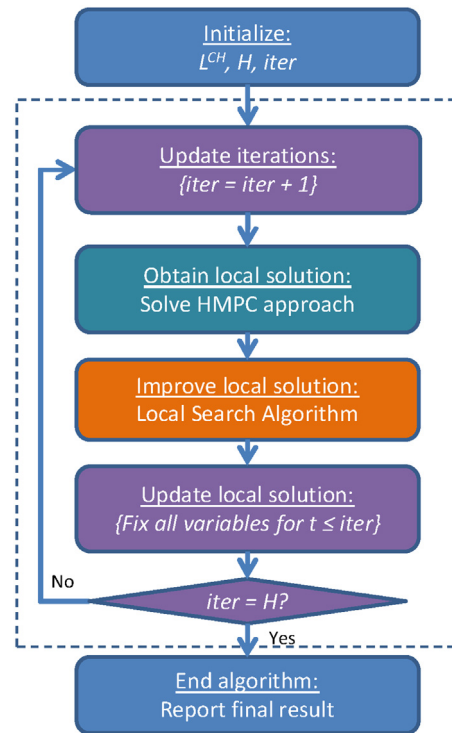 Initialize:
L^CH, H, iter
Update iterations:
{iter = iter + 1}
Obtain local solution:
Solve HMPC approach
Improve local solution:
Local Search Algorithm
Update local solution:
{Fix all variables for t ≤ iter}
No
iter = H?
Yes
End algorithm:
Report final result